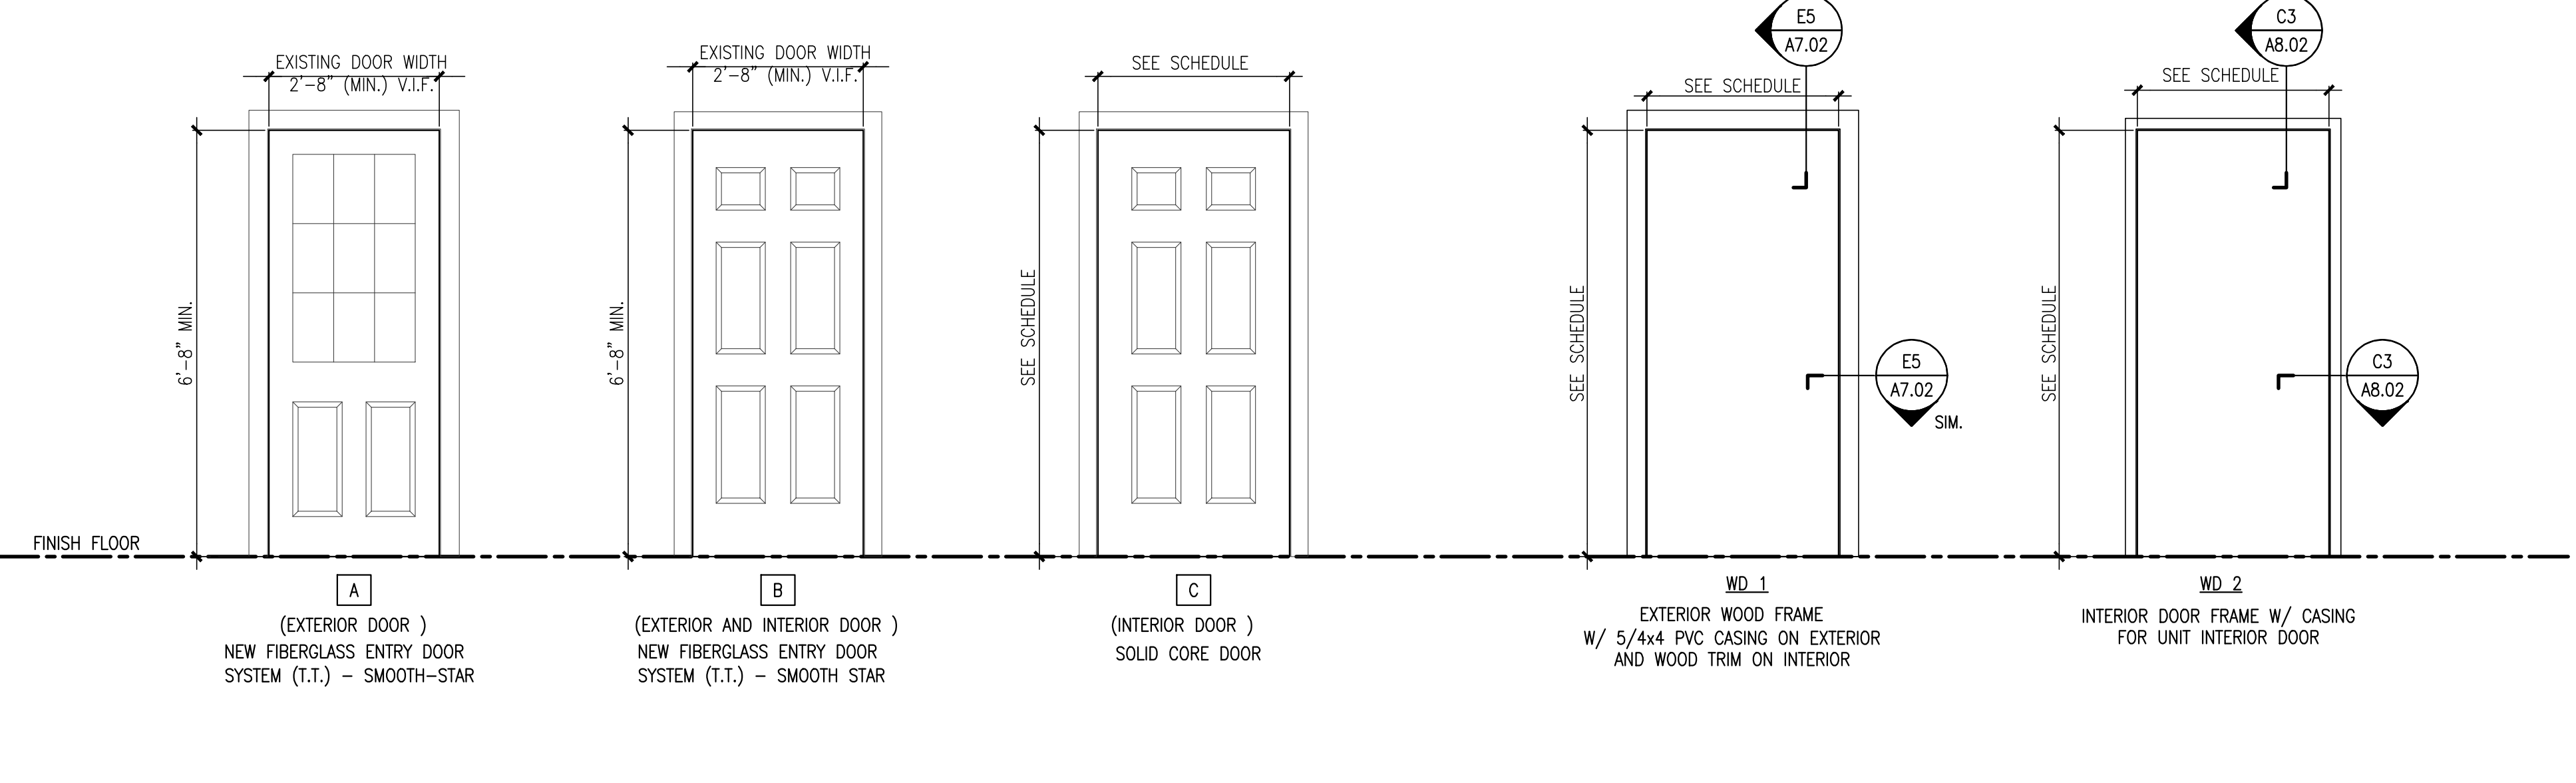 EXISTING DOOR WIDTH
2'-8" (MIN.) V.I.F.
6'-8" MIN.
FINISH FLOOR
A
(EXTERIOR DOOR )
NEW FIBERGLASS ENTRY DOOR
SYSTEM (T.T.) - SMOOTH-STAR
EXISTING DOOR WIDTH
2'-8" (MIN.) V.I.F.
6'-8" MIN.
B
(EXTERIOR AND INTERIOR DOOR )
NEW FIBERGLASS ENTRY DOOR
SYSTEM (T.T.) - SMOOTH STAR
SEE SCHEDULE
SEE SCHEDULE
C
(INTERIOR DOOR )
SOLID CORE DOOR
E5
A7.02
SEE SCHEDULE
SEE SCHEDULE
E5
A7.02
SIM.
WD 1
EXTERIOR WOOD FRAME
W/ 5/4x4 PVC CASING ON EXTERIOR
AND WOOD TRIM ON INTERIOR
C3
A8.02
SEE SCHEDULE
SEE SCHEDULE
C3
A8.02
WD 2
INTERIOR DOOR FRAME W/ CASING
FOR UNIT INTERIOR DOOR